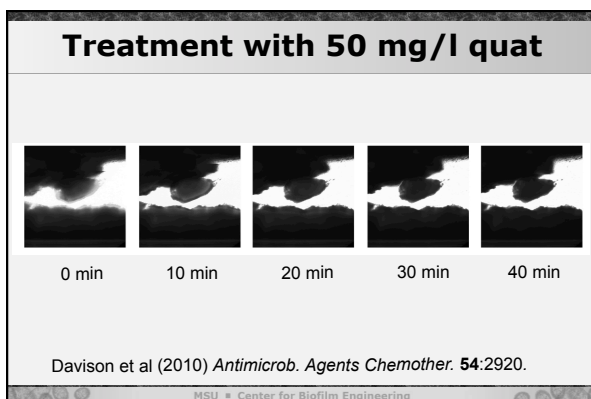 Treatment with 50 mg/l quat
0 min 10 min 20 min 30 min 40 min
Davison et al (2010) Antimicrob. Agents Chemother. 54:2920.
MSU ▪ Center for Biofilm Engineering